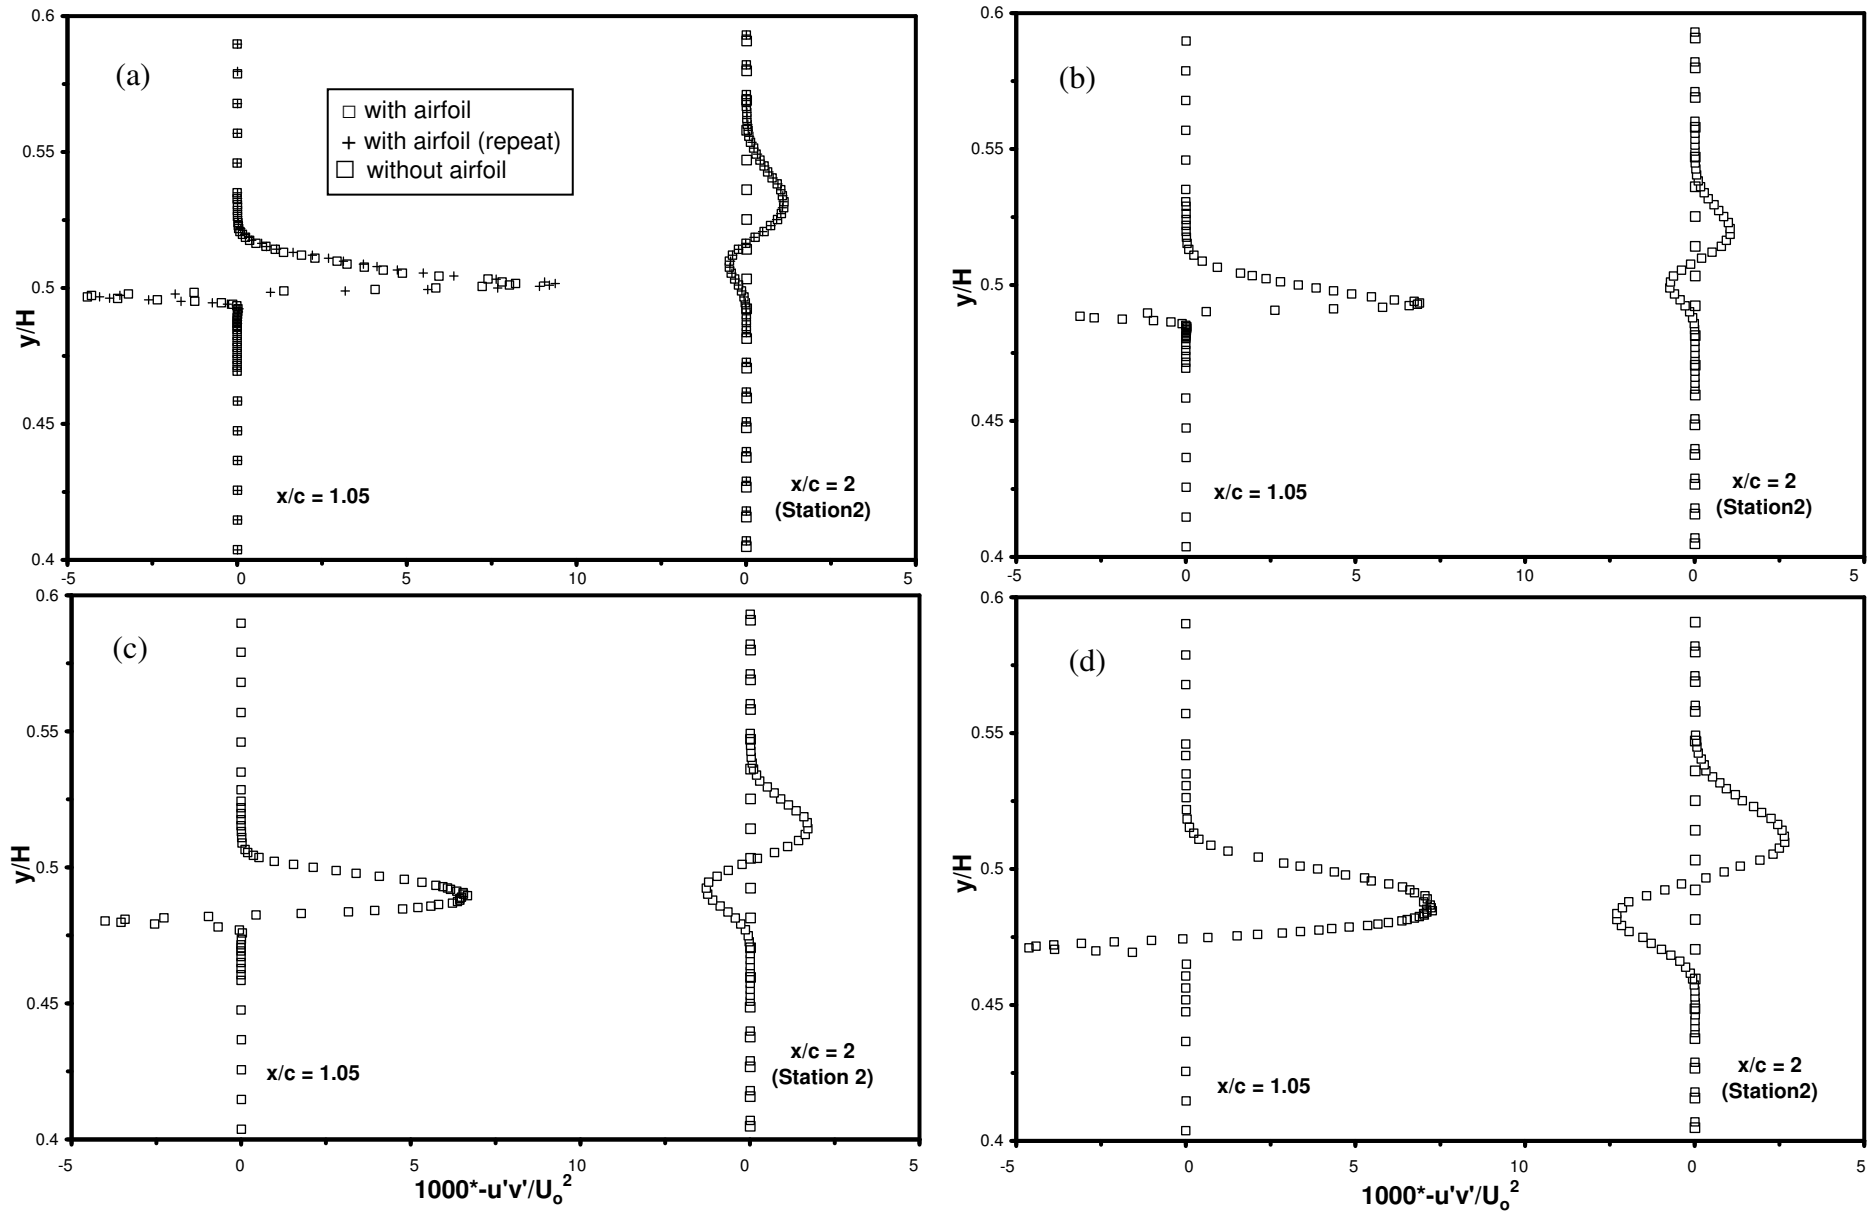 0.6
(a)
□ with airfoil
+ with airfoil (repeat)
□ without airfoil
0.55
0.5
y/H
0.45
x/c = 1.05
x/c = 2
(Station2)
0.4
-5 0 5 10 0 5
0.6
(b)
0.55
0.5
y/H
0.45
x/c = 1.05
x/c = 2
(Station2)
0.4
-5 0 5 10 0 5
0.6
(c)
0.55
0.5
y/H
0.45
x/c = 1.05
x/c = 2
(Station 2)
0.4
-5 0 5 10 0 5
1000*-u'v'/Uo²
0.6
(d)
0.55
0.5
y/H
0.45
x/c = 1.05
x/c = 2
(Station2)
0.4
-5 0 5 10 0 5
1000*-u'v'/Uo²